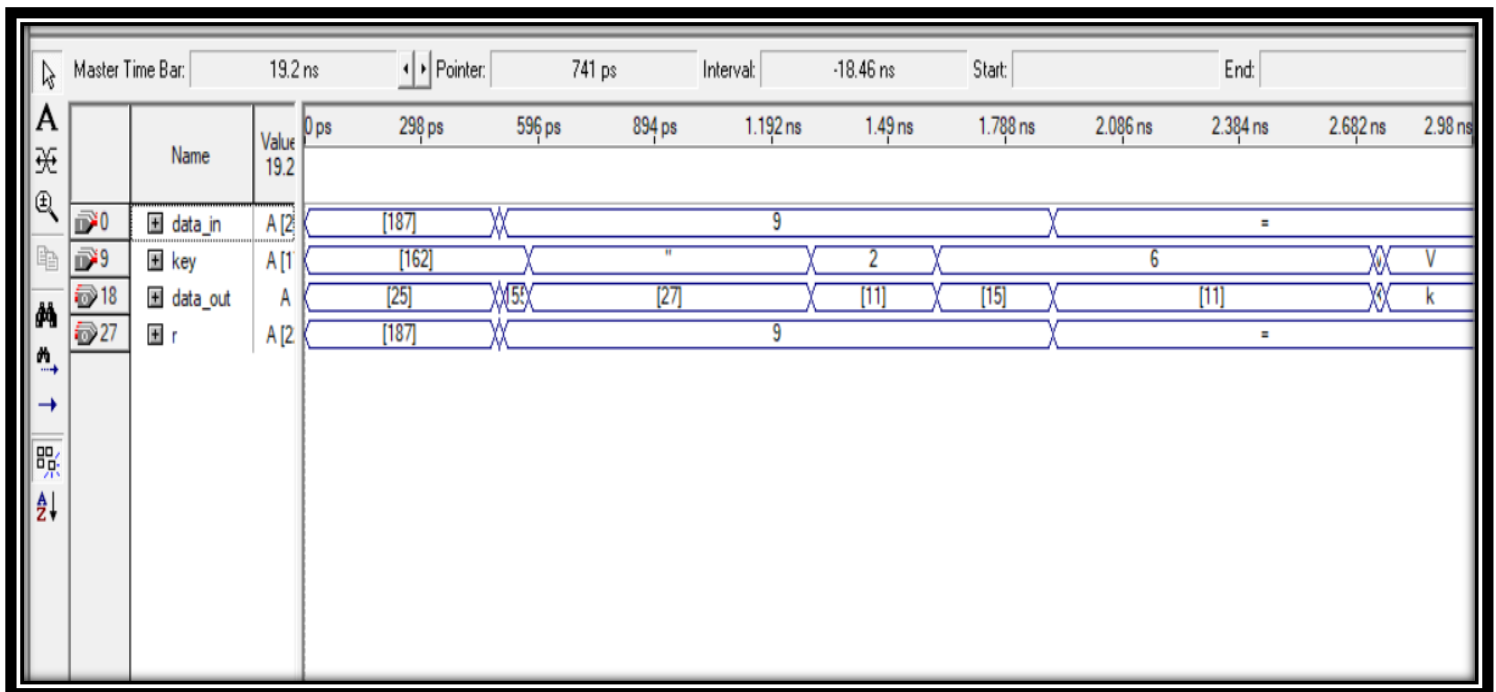 Master Time Bar: 19.2 ns Pointer: 741 ps Interval: -18.46 ns Start: End:
A
Name Value 19.2 0 ps 298 ps 596 ps 894 ps 1.192 ns 1.49 ns 1.788 ns 2.086 ns 2.384 ns 2.682 ns 2.98 ns
0 data_in A [2 [187] 9 =
9 key A [1 [162] " 2 6 V
18 data_out A [25] [27] [11] [15] [11] k
27 r A [2 [187] 9 =
A
Z